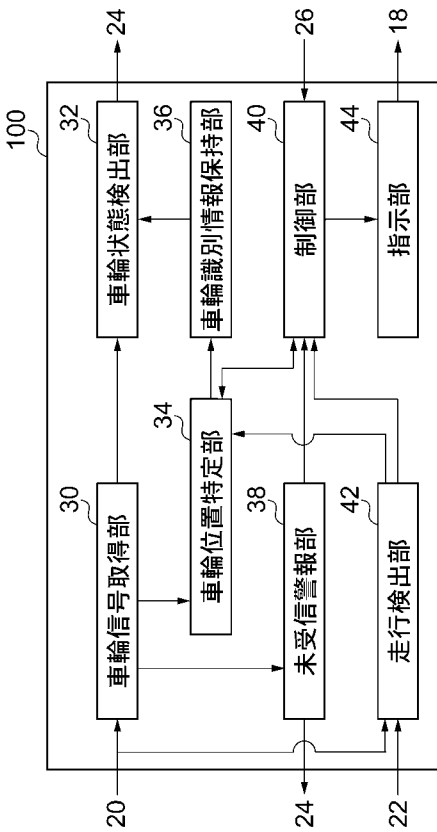 100
20
30
車輪信号取得部
32
車輪状態検出部
24
34
車輪位置特定部
36
車輪識別情報保持部
38
未受信警報部
24
40
制御部
26
42
走行検出部
22
44
指示部
18